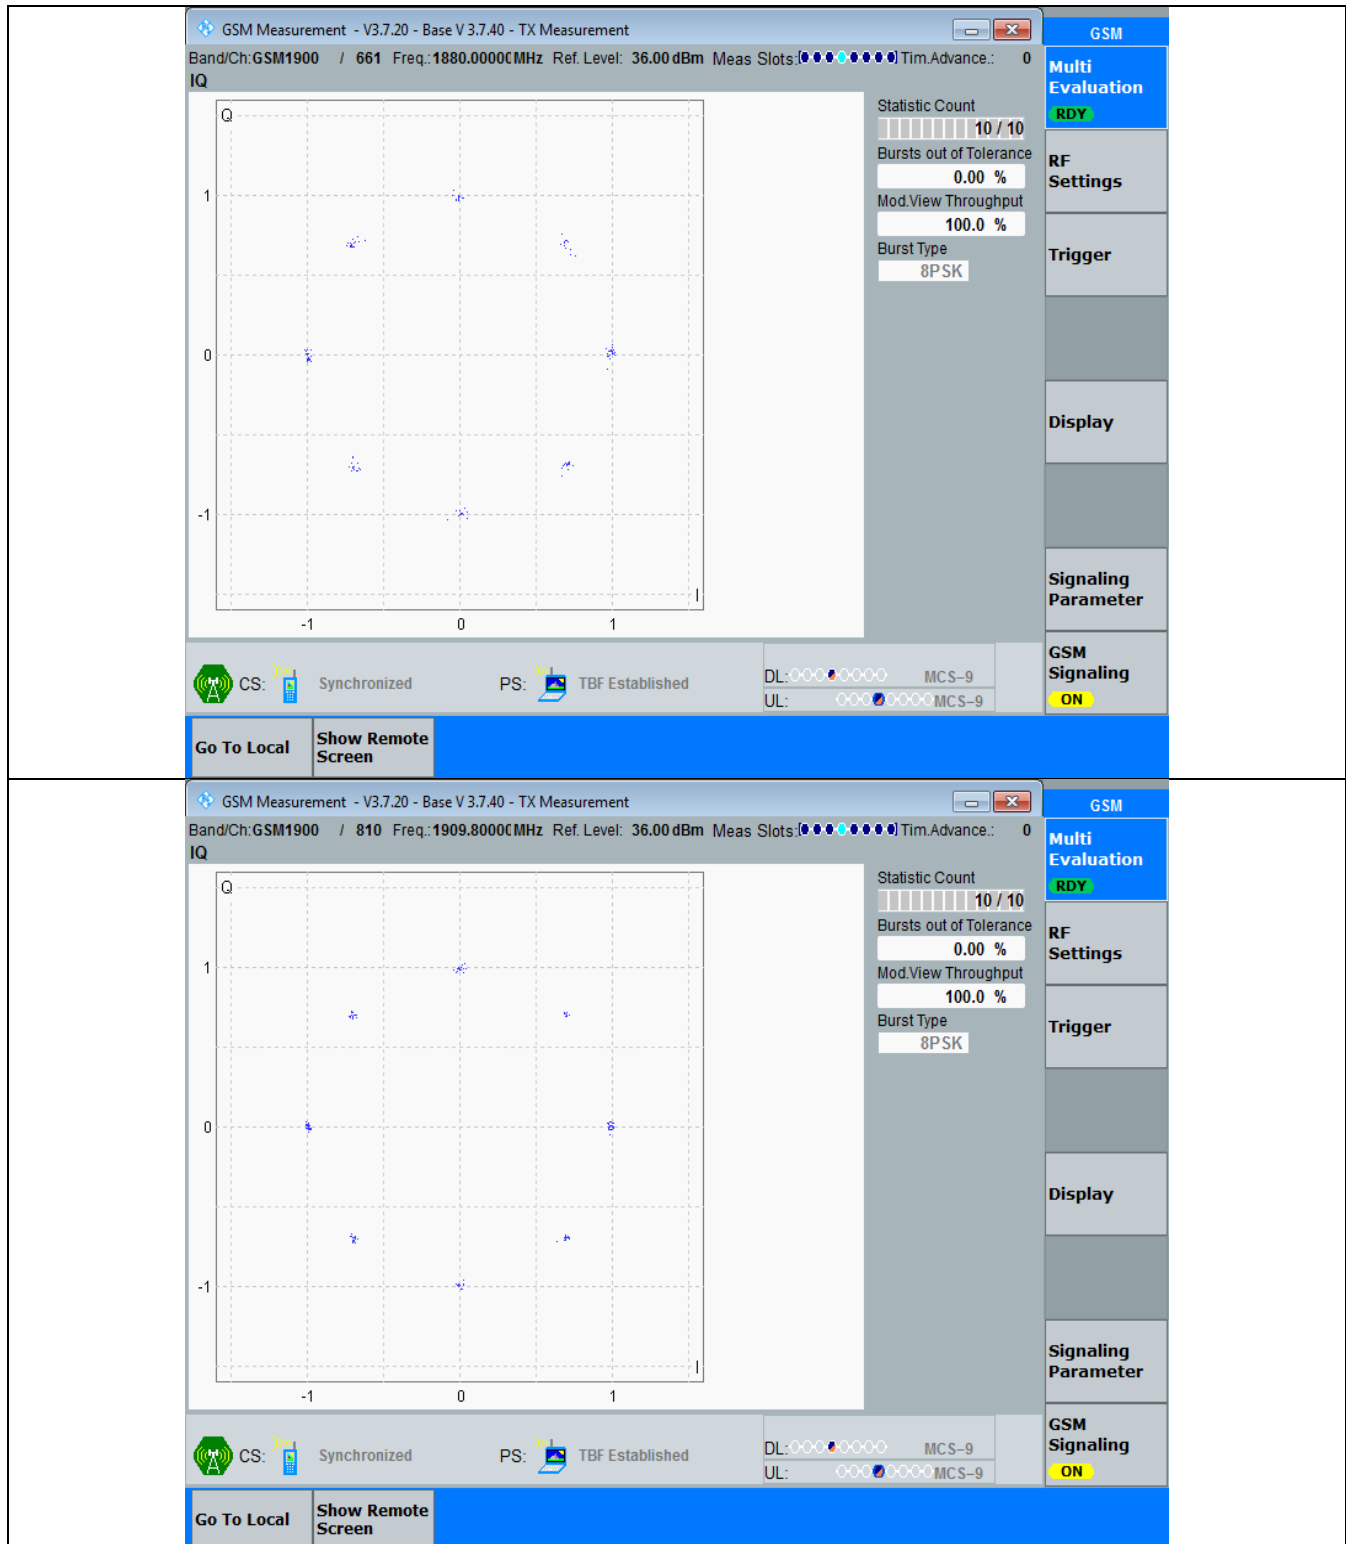 GSM Measurement - V3.7.20 - Base V 3.7.40 - TX Measurement
GSM
Band/Ch:GSM1900 / 661 Freq.:1880.00000MHz Ref. Level: 36.00 dBm Meas Slots: Tim.Advance.: 0
IQ
Multi
Evaluation
RDY
Statistic Count
10 / 10
Bursts out of Tolerance
0.00 %
Mod.View Throughput
100.0 %
Burst Type
8PSK
Q
1
0
-1
I
-1 0 1
RF
Settings
Trigger
Display
Signaling
Parameter
GSM
Signaling
ON
CS: Synchronized PS: TBF Established DL: MCS-9
UL: MCS-9
Go To Local Show Remote
Screen
GSM Measurement - V3.7.20 - Base V 3.7.40 - TX Measurement
GSM
Band/Ch:GSM1900 / 810 Freq.:1909.80000MHz Ref. Level: 36.00 dBm Meas Slots: Tim.Advance.: 0
IQ
Multi
Evaluation
RDY
Statistic Count
10 / 10
Bursts out of Tolerance
0.00 %
Mod.View Throughput
100.0 %
Burst Type
8PSK
Q
1
0
-1
I
-1 0 1
RF
Settings
Trigger
Display
Signaling
Parameter
GSM
Signaling
ON
CS: Synchronized PS: TBF Established DL: MCS-9
UL: MCS-9
Go To Local Show Remote
Screen